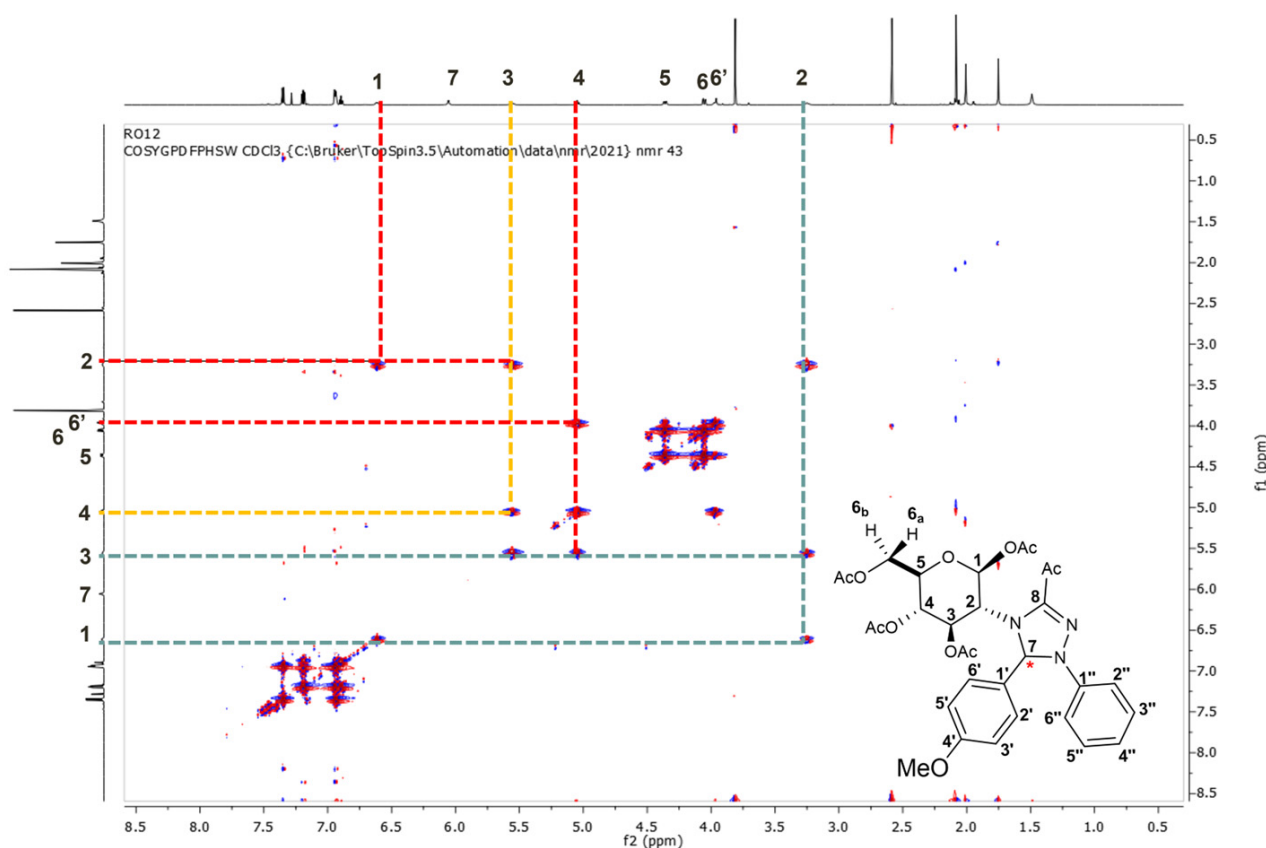 1 7 3 4 5 6 6' 2
RO12
COSYGPDFPHSW CDCl3 {C:\Bruker\TopSpin3.5\Automation\data\nmr\2021} nmr 43
2
6'
6
5
4
3
7
1
0.5
1.0
1.5
2.0
2.5
3.0
3.5
4.0
4.5
5.0
5.5
6.0
6.5
7.0
7.5
8.0
8.5
f1 (ppm)
6b 6a
H H
AcO 5 O 1 OAc
4 2 Ac
AcO 3 N 8 N
OAc 7 N
*
6' 1' 1" 2"
5' 2' 6" 3"
4' 3' 5" 4"
MeO
8.5 8.0 7.5 7.0 6.5 6.0 5.5 5.0 4.5 4.0 3.5 3.0 2.5 2.0 1.5 1.0 0.5
f2 (ppm)